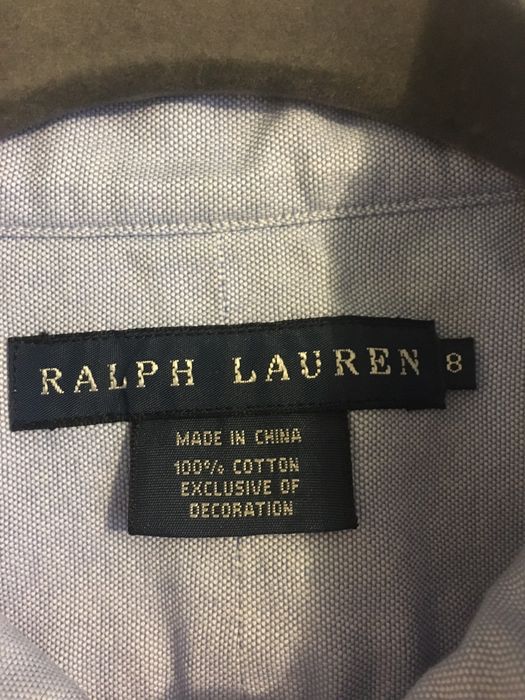 RALPH LAUREN 8
MADE IN CHINA
100% COTTON
EXCLUSIVE OF
DECORATION